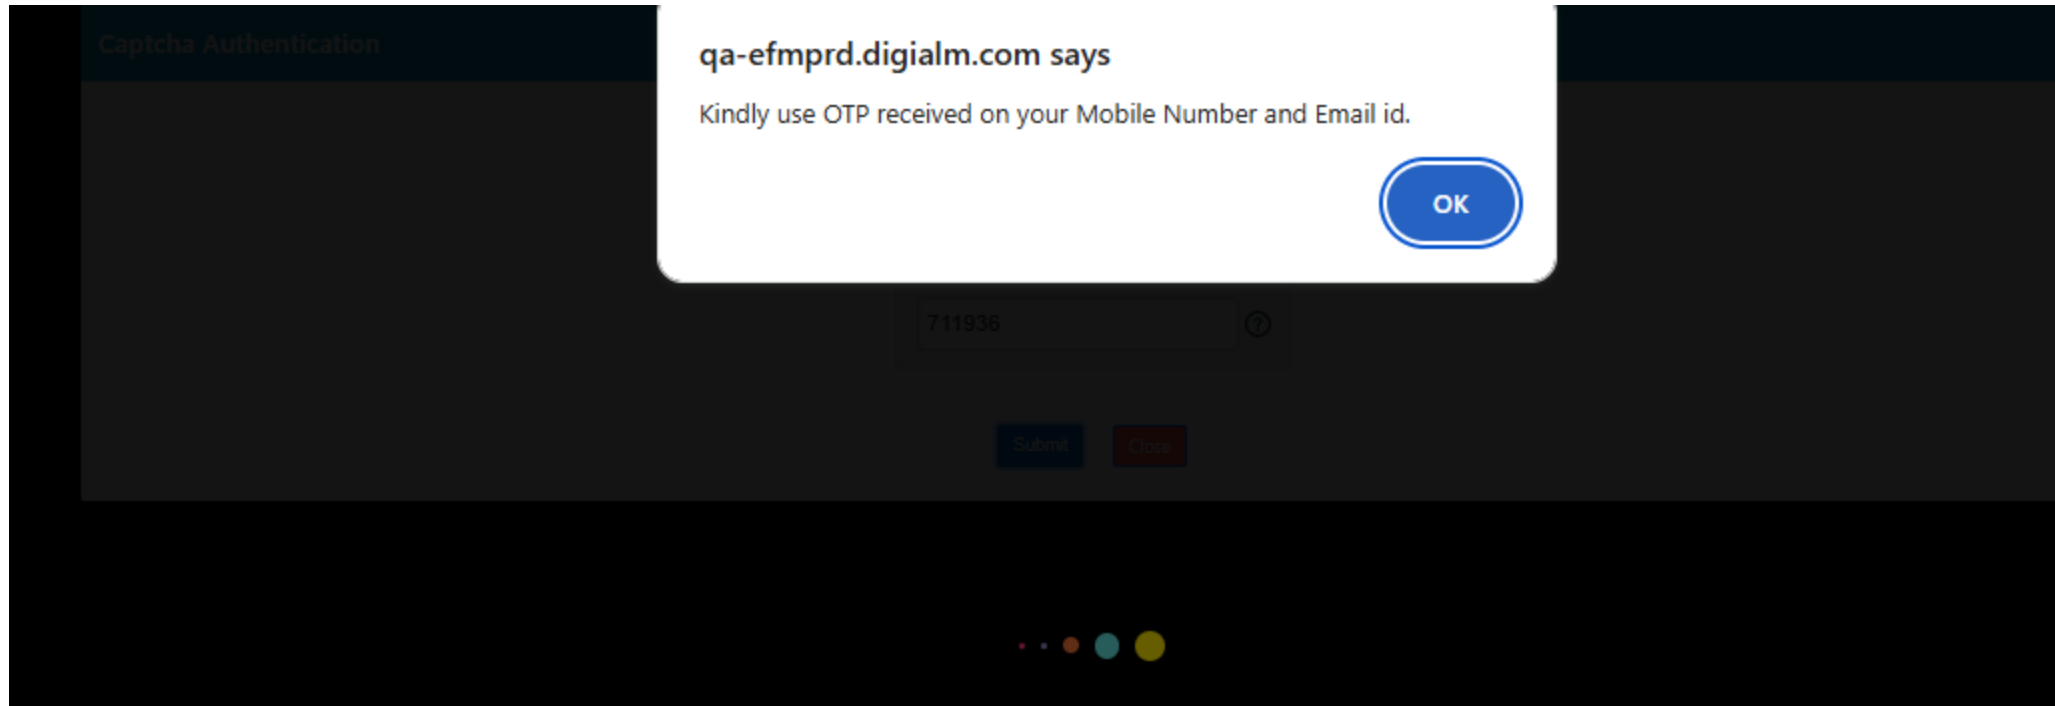 Captcha Authentication
qa-efmprd.digialm.com says
Kindly use OTP received on your Mobile Number and Email id.
OK
711936
?
Submit
Close